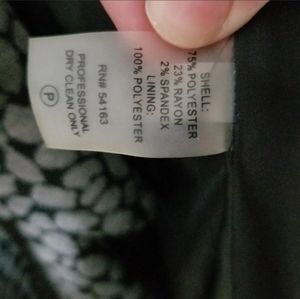 SHELL:
75% POLYESTER
23% RAYON
2% SPANDEX
LINING:
100% POLYESTER
RN# 54163
PROFESSIONAL
DRY CLEAN ONLY
P